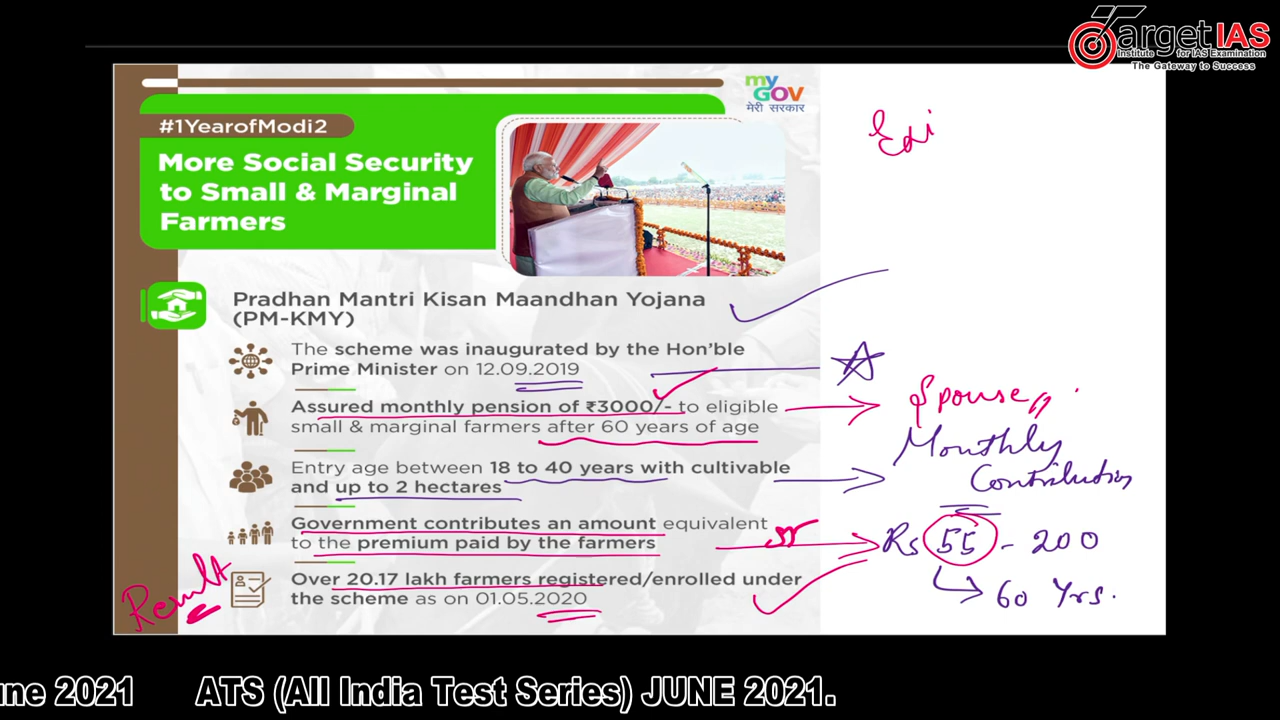 Target IAS
Institute for IAS Examination
The Gateway to Success
my
GOV
मेरी सरकार
#1YearofModi2
More Social Security
to Small & Marginal
Farmers
Pradhan Mantri Kisan Maandhan Yojana
(PM-KMY)
The scheme was inaugurated by the Hon'ble
Prime Minister on 12.09.2019
Assured monthly pension of ₹3000/- to eligible
small & marginal farmers after 60 years of age
Spouse
Entry age between 18 to 40 years with cultivable
and up to 2 hectares
Monthly
Contribution
Government contributes an amount equivalent
to the premium paid by the farmers
55
Rs 55 - 200
60 Yrs.
Over 20.17 lakh farmers registered/enrolled under
the scheme as on 01.05.2020
Result
une 2021 ATS (All India Test Series) JUNE 2021.